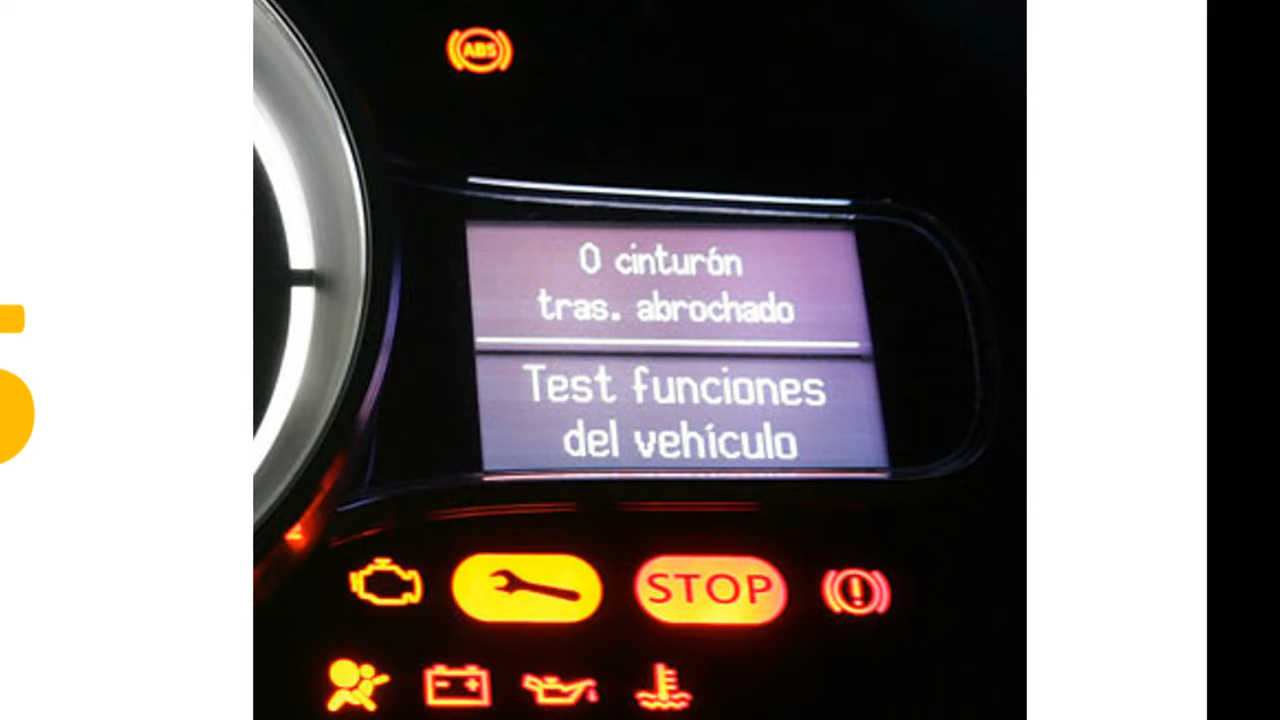 ABS
0 cinturón
tras. abrochado
Test funciones
del vehículo
STOP